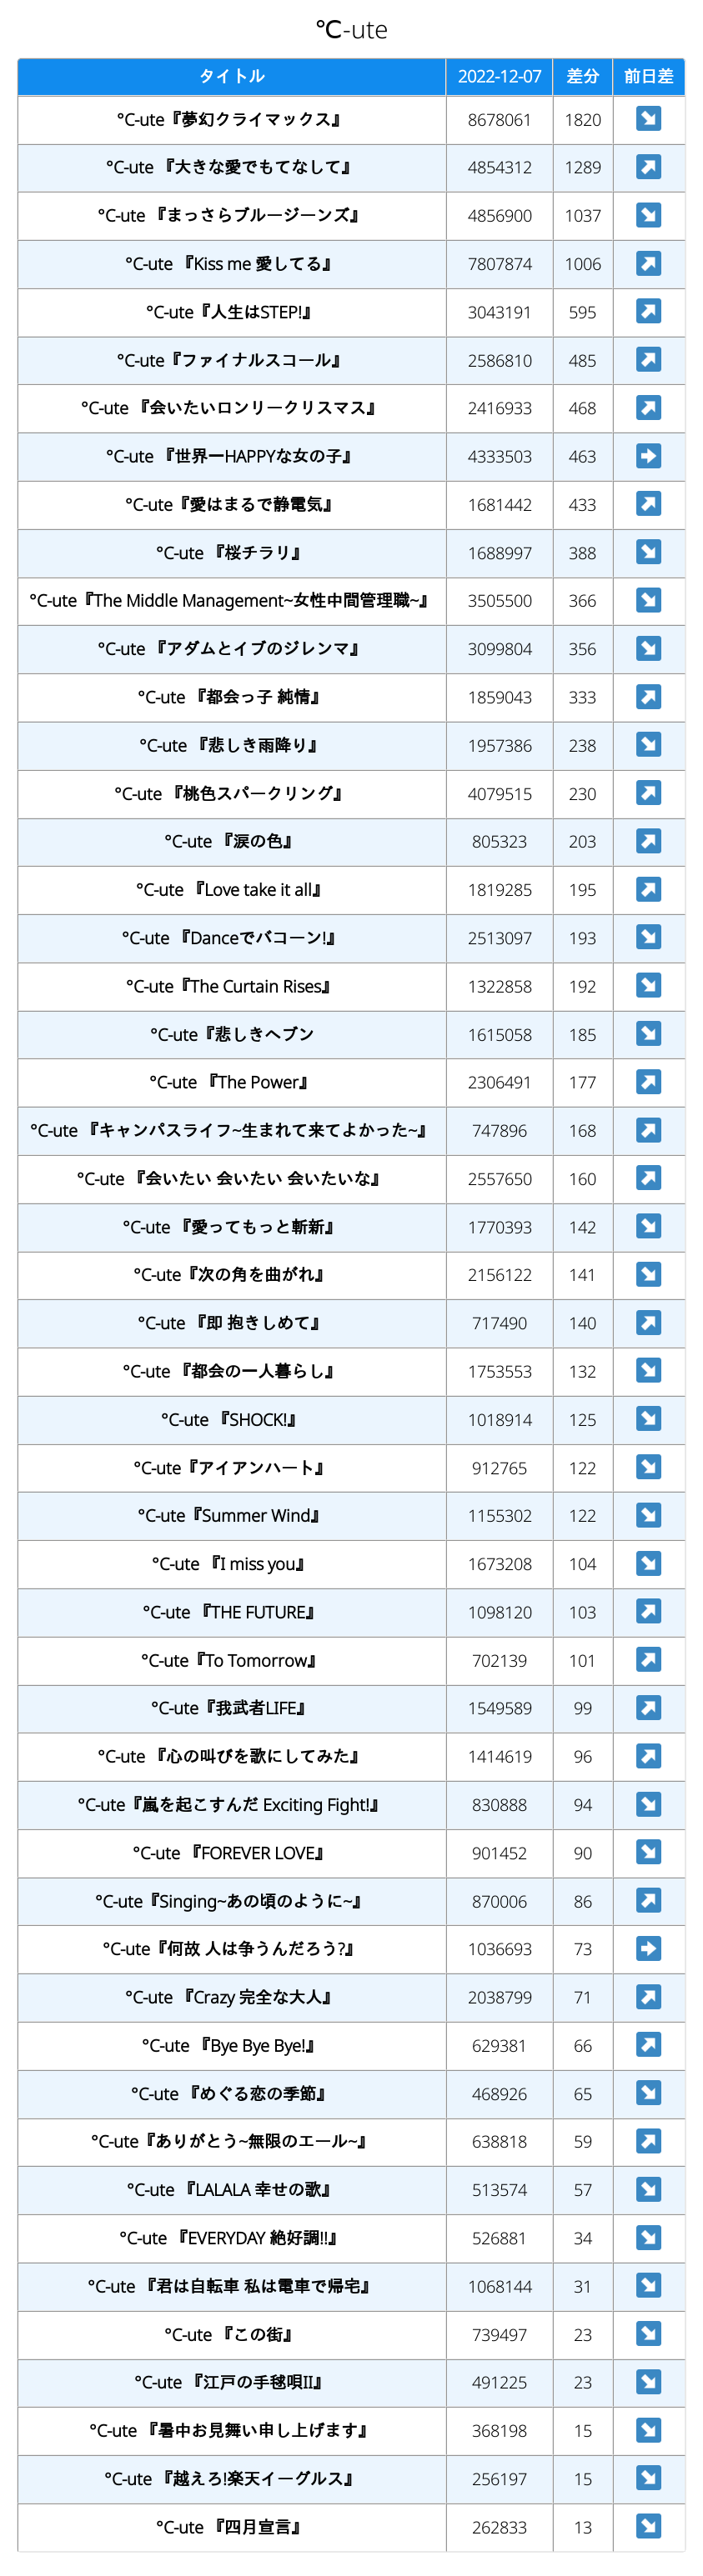 ℃-ute
タイトル 2022-12-07 差分 前日差
°C-ute『夢幻クライマックス』 8678061 1820 ↘
°C-ute 『大きな愛でもてなして』 4854312 1289 ↗
°C-ute 『まっさらブルージーンズ』 4856900 1037 ↘
°C-ute 『Kiss me 愛してる』 7807874 1006 ↗
°C-ute『人生はSTEP!』 3043191 595 ↗
°C-ute『ファイナルスコール』 2586810 485 ↗
°C-ute 『会いたいロンリークリスマス』 2416933 468 ↗
°C-ute 『世界一HAPPYな女の子』 4333503 463 ➡
°C-ute『愛はまるで静電気』 1681442 433 ↗
°C-ute 『桜チラリ』 1688997 388 ↘
°C-ute『The Middle Management~女性中間管理職~』 3505500 366 ↘
°C-ute 『アダムとイブのジレンマ』 3099804 356 ↘
°C-ute 『都会っ子 純情』 1859043 333 ↗
°C-ute 『悲しき雨降り』 1957386 238 ↘
°C-ute 『桃色スパークリング』 4079515 230 ↗
°C-ute 『涙の色』 805323 203 ↗
°C-ute 『Love take it all』 1819285 195 ↗
°C-ute 『Danceでバコーン!』 2513097 193 ↘
°C-ute『The Curtain Rises』 1322858 192 ↘
°C-ute『悲しきヘブン 1615058 185 ↘
°C-ute 『The Power』 2306491 177 ↗
°C-ute 『キャンパスライフ~生まれて来てよかった~』 747896 168 ↗
°C-ute 『会いたい 会いたい 会いたいな』 2557650 160 ↗
°C-ute 『愛ってもっと斬新』 1770393 142 ↘
°C-ute『次の角を曲がれ』 2156122 141 ↘
°C-ute 『即 抱きしめて』 717490 140 ↗
°C-ute 『都会の一人暮らし』 1753553 132 ↘
°C-ute 『SHOCK!』 1018914 125 ↘
°C-ute『アイアンハート』 912765 122 ↘
°C-ute『Summer Wind』 1155302 122 ↘
°C-ute 『I miss you』 1673208 104 ↘
°C-ute 『THE FUTURE』 1098120 103 ↗
°C-ute『To Tomorrow』 702139 101 ↗
°C-ute『我武者LIFE』 1549589 99 ↗
°C-ute 『心の叫びを歌にしてみた』 1414619 96 ↗
°C-ute『嵐を起こすんだ Exciting Fight!』 830888 94 ↘
°C-ute 『FOREVER LOVE』 901452 90 ↘
°C-ute『Singing~あの頃のように~』 870006 86 ↗
°C-ute『何故 人は争うんだろう?』 1036693 73 ➡
°C-ute 『Crazy 完全な大人』 2038799 71 ↗
°C-ute 『Bye Bye Bye!』 629381 66 ↗
°C-ute 『めぐる恋の季節』 468926 65 ↘
°C-ute『ありがとう~無限のエール~』 638818 59 ↗
°C-ute 『LALALA 幸せの歌』 513574 57 ↘
°C-ute 『EVERYDAY 絶好調!!』 526881 34 ↘
°C-ute 『君は自転車 私は電車で帰宅』 1068144 31 ↘
°C-ute 『この街』 739497 23 ↘
°C-ute 『江戸の手毬唄II』 491225 23 ↘
°C-ute 『暑中お見舞い申し上げます』 368198 15 ↘
°C-ute 『越えろ!楽天イーグルス』 256197 15 ↘
°C-ute 『四月宣言』 262833 13 ↘